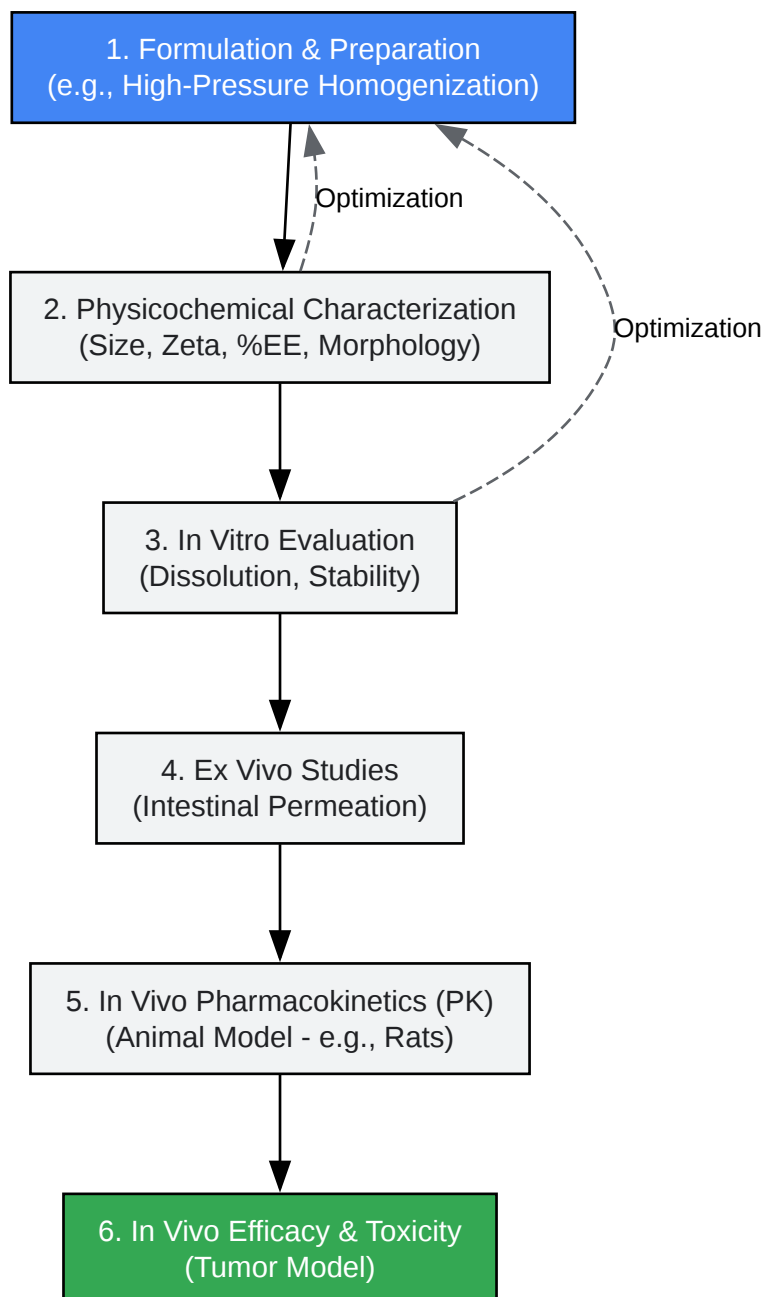 1. Formulation & Preparation
(e.g., High-Pressure Homogenization)
Optimization
2. Physicochemical Characterization
(Size, Zeta, %EE, Morphology)
Optimization
3. In Vitro Evaluation
(Dissolution, Stability)
4. Ex Vivo Studies
(Intestinal Permeation)
5. In Vivo Pharmacokinetics (PK)
(Animal Model - e.g., Rats)
6. In Vivo Efficacy & Toxicity
(Tumor Model)